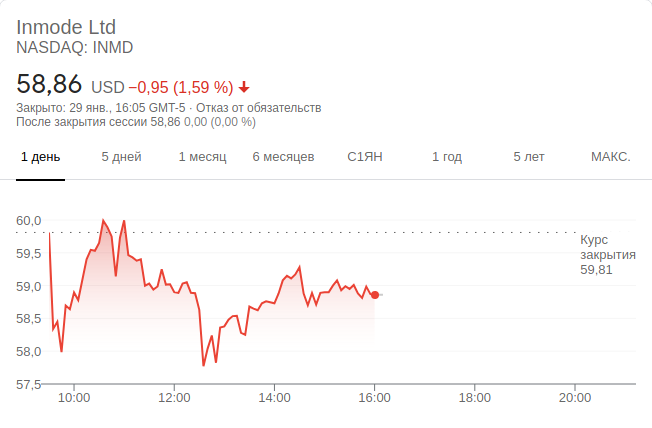 Inmode Ltd
NASDAQ: INMD
58,86 USD −0,95 (1,59 %)
Закрыто: 29 янв., 16:05 GMT-5 · Отказ от обязательств
После закрытия сессии 58,86 0,00 (0,00 %)
1 день 5 дней 1 месяц 6 месяцев С1ЯН 1 год 5 лет МАКС.
60,0
Курс
закрытия
59,81
59,5
59,0
58,5
58,0
57,5
10:00 12:00 14:00 16:00 18:00 20:00